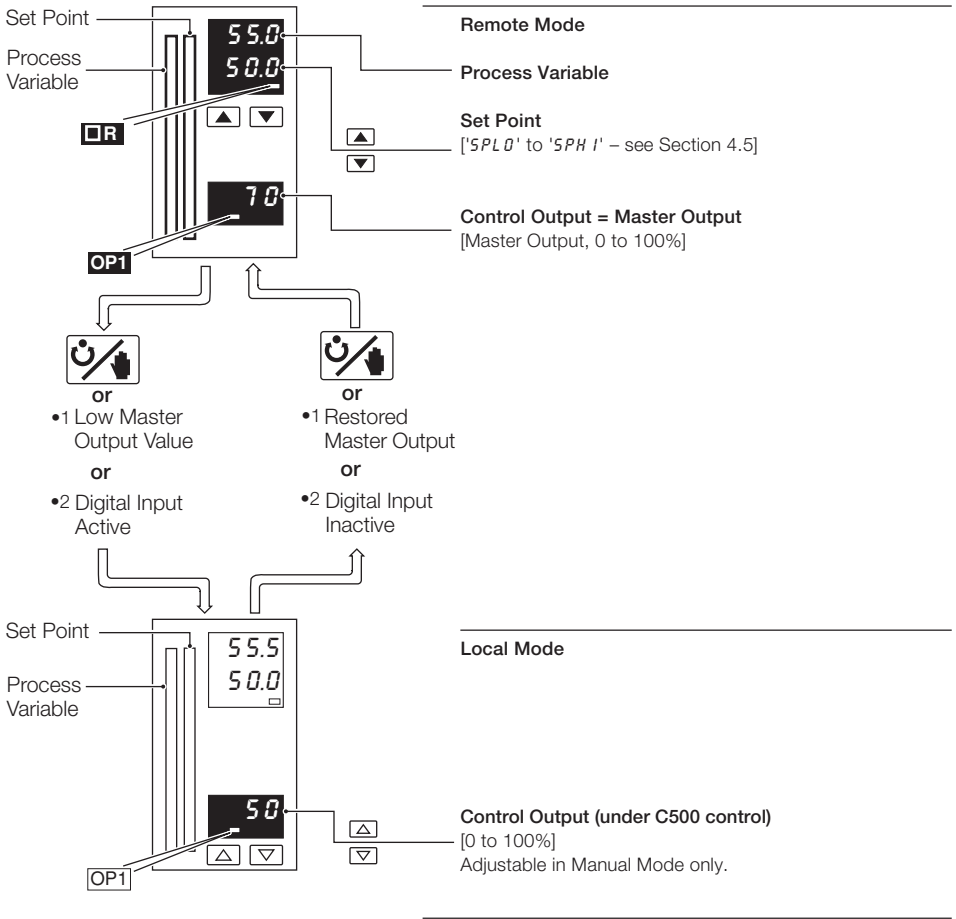 Set Point
Process
Variable
55.0
50.0
R
70
OP1
Remote Mode
Process Variable
Set Point
['SPLO' to 'SPHI' – see Section 4.5]
Control Output = Master Output
[Master Output, 0 to 100%]
or
•1 Low Master
Output Value
or
•2 Digital Input
Active
or
•1 Restored
Master Output
or
•2 Digital Input
Inactive
Set Point
Process
Variable
55.5
50.0
50
OP1
Local Mode
Control Output (under C500 control)
[0 to 100%]
Adjustable in Manual Mode only.